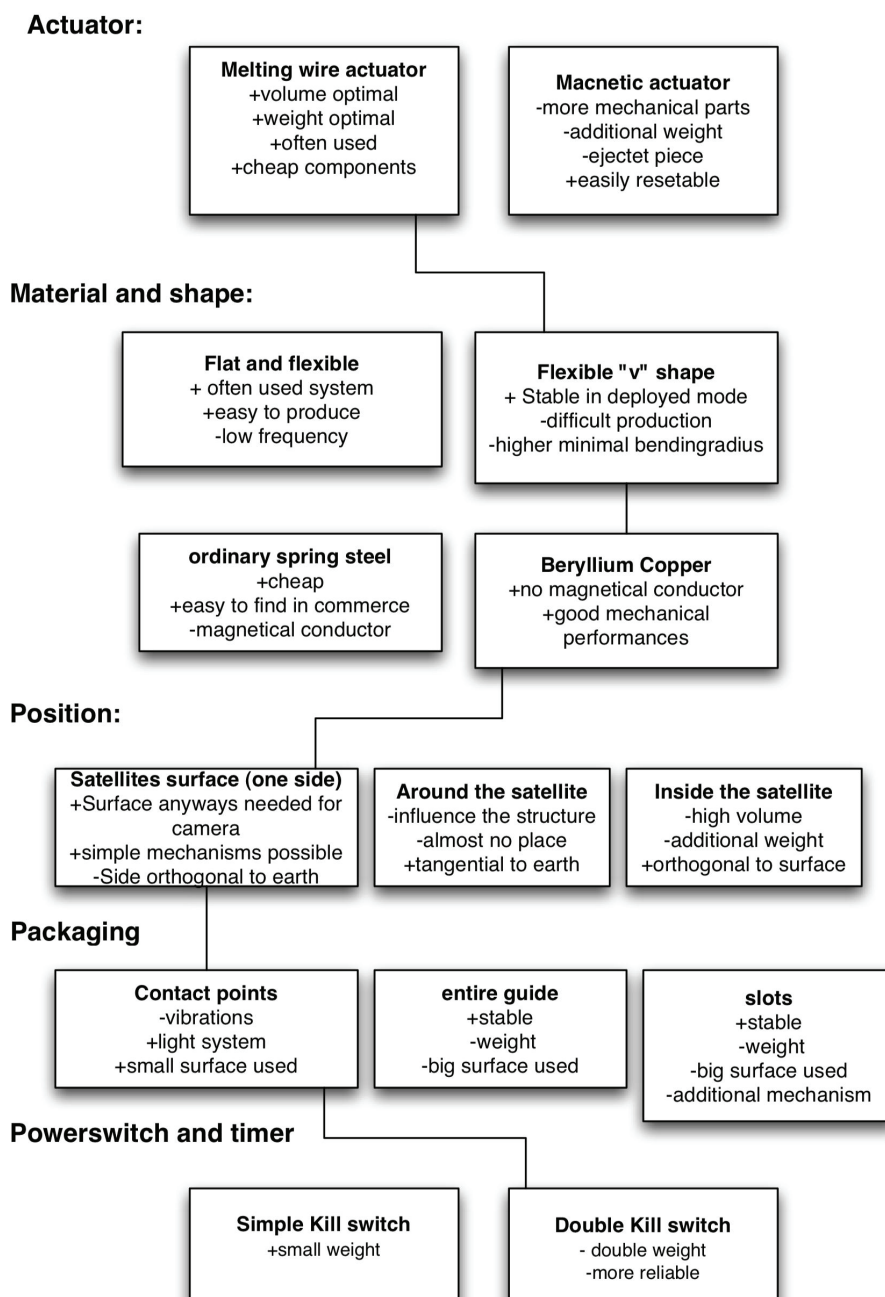 Actuator:
Melting wire actuator
+volume optimal
+weight optimal
+often used
+cheap components
Macnetic actuator
-more mechanical parts
-additional weight
-ejectet piece
+easily resetable
Material and shape:
Flat and flexible
+ often used system
+easy to produce
-low frequency
Flexible "v" shape
+ Stable in deployed mode
-difficult production
-higher minimal bendingradius
ordinary spring steel
+cheap
+easy to find in commerce
-magnetical conductor
Beryllium Copper
+no magnetical conductor
+good mechanical
performances
Position:
Satellites surface (one side)
+Surface anyways needed for
camera
+simple mechanisms possible
-Side orthogonal to earth
Around the satellite
-influence the structure
-almost no place
+tangential to earth
Inside the satellite
-high volume
-additional weight
+orthogonal to surface
Packaging
Contact points
-vibrations
+light system
+small surface used
entire guide
+stable
-weight
-big surface used
slots
+stable
-weight
-big surface used
-additional mechanism
Powerswitch and timer
Simple Kill switch
+small weight
Double Kill switch
- double weight
-more reliable